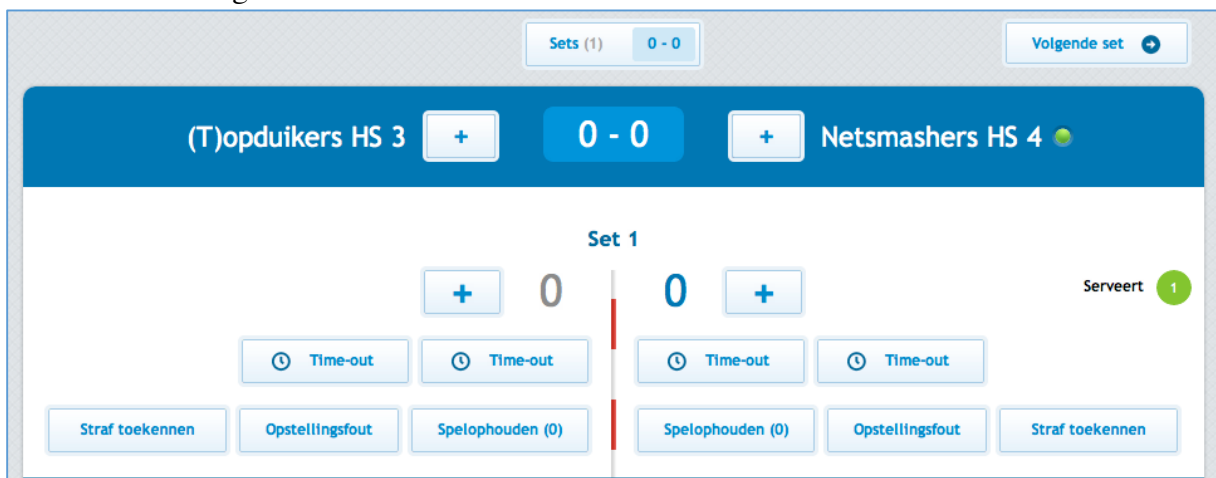 Sets (1) 0 - 0 Volgende set
(T)opduikers HS 3 + 0 - 0 + Netsmashers HS 4
Set 1
+ 0 0 + Serveert 1
Time-out Time-out Time-out Time-out
Straf toekennen Opstellingsfout Spelophouden (0) Spelophouden (0) Opstellingsfout Straf toekennen